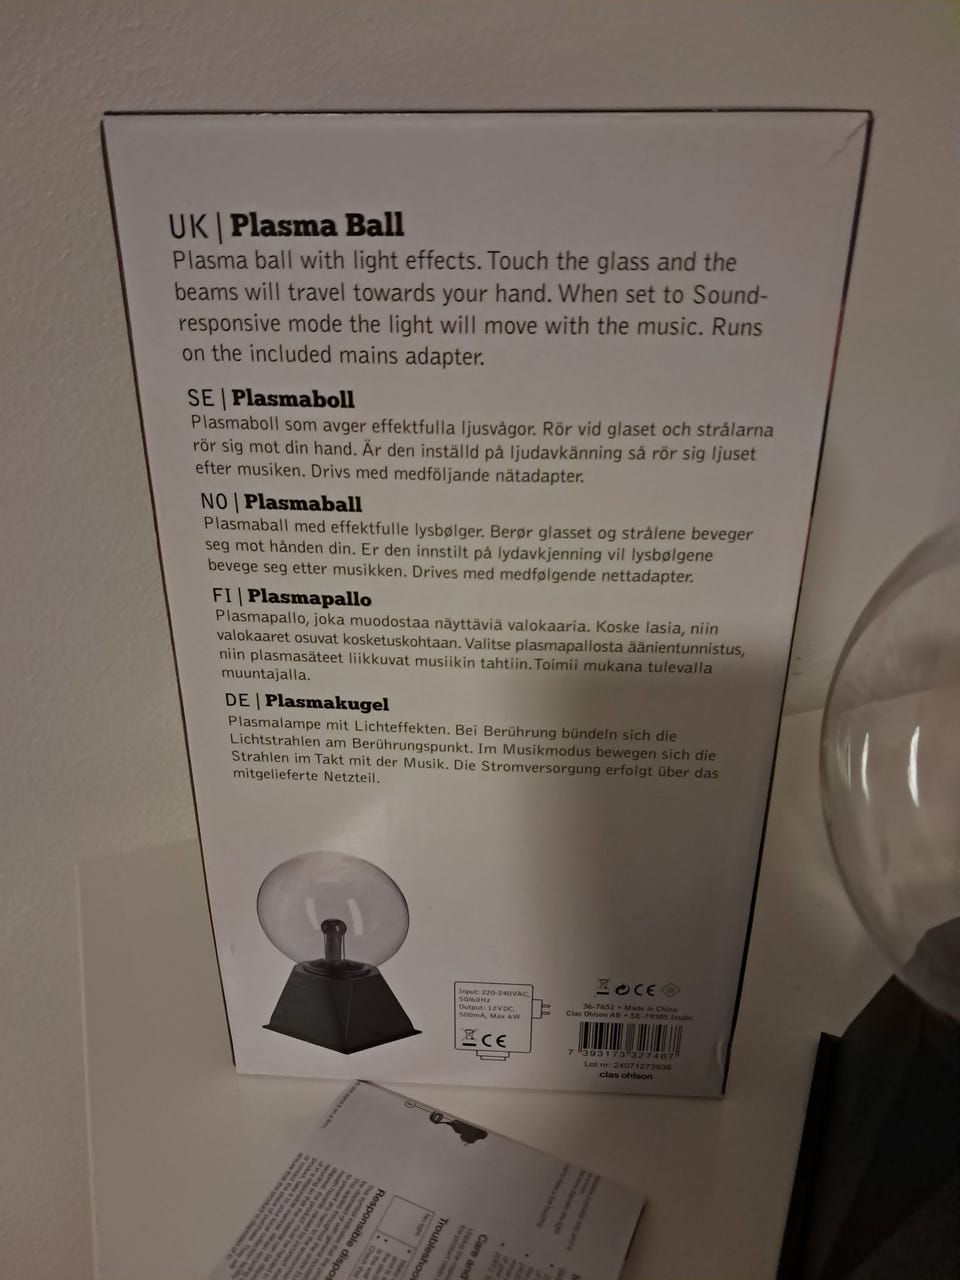 UK | Plasma Ball
Plasma ball with light effects. Touch the glass and the
beams will travel towards your hand. When set to Sound-
responsive mode the light will move with the music. Runs
on the included mains adapter.
SE | Plasmaboll
Plasmaboll som avger effektfulla ljusvågor. Rör vid glaset och strålarna
rör sig mot din hand. Är den inställd på ljudavkänning så rör sig ljuset
efter musiken. Drivs med medföljande nätadapter.
NO | Plasmaball
Plasmaball med effektfulle lysbølger. Berør glasset og strålene beveger
seg mot hånden din. Er den innstilt på lydavkjenning vil lysbølgene
bevege seg etter musikken. Drives med medfølgende nettadapter.
FI | Plasmapallo
Plasmapallo, joka muodostaa näyttäviä valokaaria. Koske lasia, niin
valokaaret osuvat kosketuskohtaan. Valitse plasmapallosta äänientunnistus,
niin plasmasäteet liikkuvat musiikin tahtiin. Toimii mukana tulevalla
muuntajalla.
DE | Plasmakugel
Plasmalampe mit Lichteffekten. Bei Berührung bündeln sich die
Lichtstrahlen am Berührungspunkt. Im Musikmodus bewegen sich die
Strahlen im Takt mit der Musik. Die Stromversorgung erfolgt über das
mitgelieferte Netzteil.
Input: 220-240VAC,
50/60Hz
Output: 12VDC,
500mA, Max 6W
CE
CE
36-7651 • Made in China
Clas Ohlson AB • SE-79385 Insjön
7 393173 327467
Lot nr: 24071273936
clas ohlson
Responsible
Care and